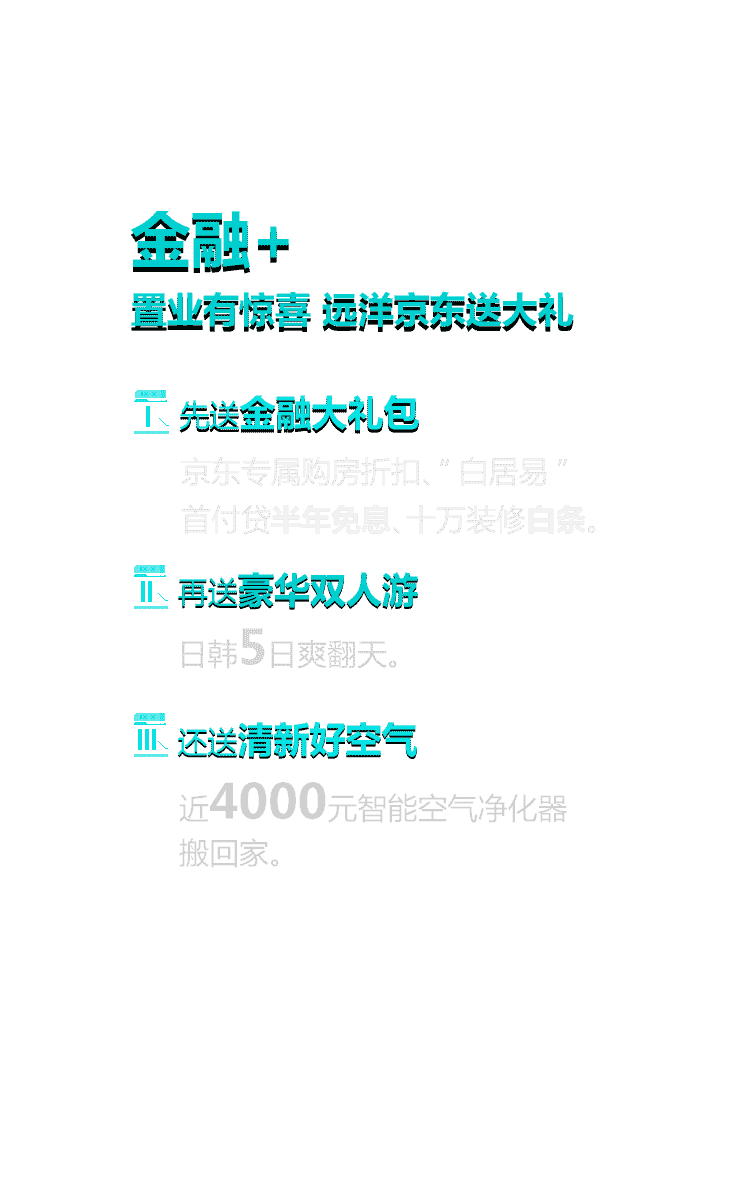 金融+
置业有惊喜 远洋京东送大礼
I 先送金融大礼包
京东专属购房折扣、“白居易”
首付贷半年免息、十万装修白条。
II 再送豪华双人游
日韩5日爽翻天。
III 还送清新好空气
近4000元智能空气净化器
搬回家。